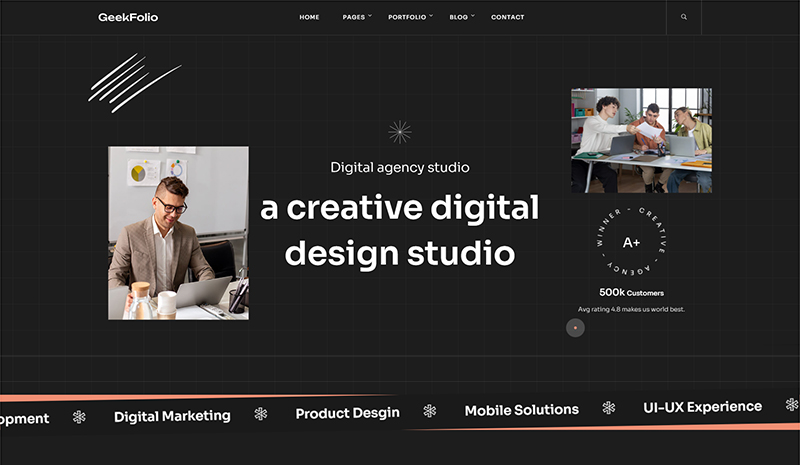 GeekFolio
HOME PAGES PORTFOLIO BLOG CONTACT
Digital agency studio
a creative digital
design studio
WINNER - CREATIVE - AGENCY -
A+
500k Customers
Avg rating 4.8 makes us world best.
opment Digital Marketing Product Desgin Mobile Solutions UI-UX Experience